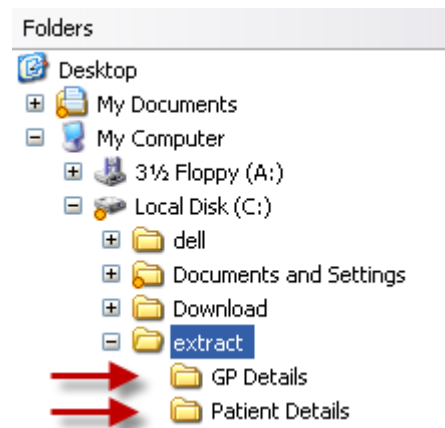 Folders
Desktop
My Documents
My Computer
3½ Floppy (A:)
Local Disk (C:)
dell
Documents and Settings
Download
extract
GP Details
Patient Details